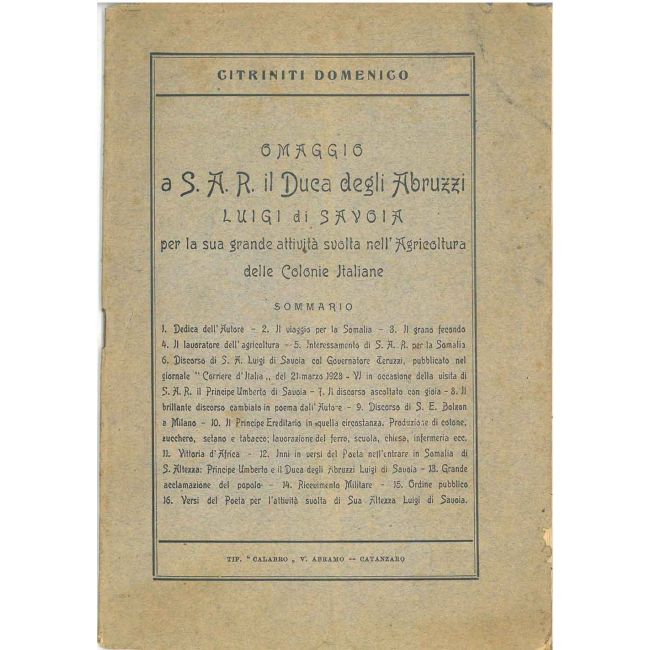 CITRINITI DOMENICO
OMAGGIO
a S. A. R. il Duca degli Abruzzi
LUIGI di SAVOIA
per la sua grande attività svolta nell'Agricoltura
delle Colonie Italiane
SOMMARIO
1. Dedica dell'Autore - 2. Il viaggio per la Somalia - 3. Il grano fecondo
4. Il lavoratore dell'agricoltura - 5. Interessamento di S. A. R. per la Somalia
6. Discorso di S. A. Luigi di Savoia col Governatore Teruzzi, pubblicato nel
giornale " Corriere d'Italia „ del 21 marzo 1928 - VI in occasione della visita di
S. A. R. il Principe Umberto di Savoia - 7. Il discorso ascoltato con gioia - 8. Il
brillante discorso cambiato in poema dall'Autore - 9. Discorso di S. E. Bolzon
a Milano - 10. Il Principe Ereditario in quella circostanza. Produzione di cotone,
zucchero, setano e tabacco; lavorazione del ferro, scuola, chiesa, infermeria ecc.
11. Vittoria d'Africa - 12. Inni in versi del Poeta nell'entrare in Somalia di
S. Altezza: Principe Umberto e il Duca degli Abruzzi Luigi di Savoia - 13. Grande
acclamazione del popolo - 14. Ricevimento Militare - 15. Ordine pubblico
16. Versi del Poeta per l'attività svolta di Sua Altezza Luigi di Savoia.
TIP. " CALABRO „ V. ABRAMO -- CATANZARO